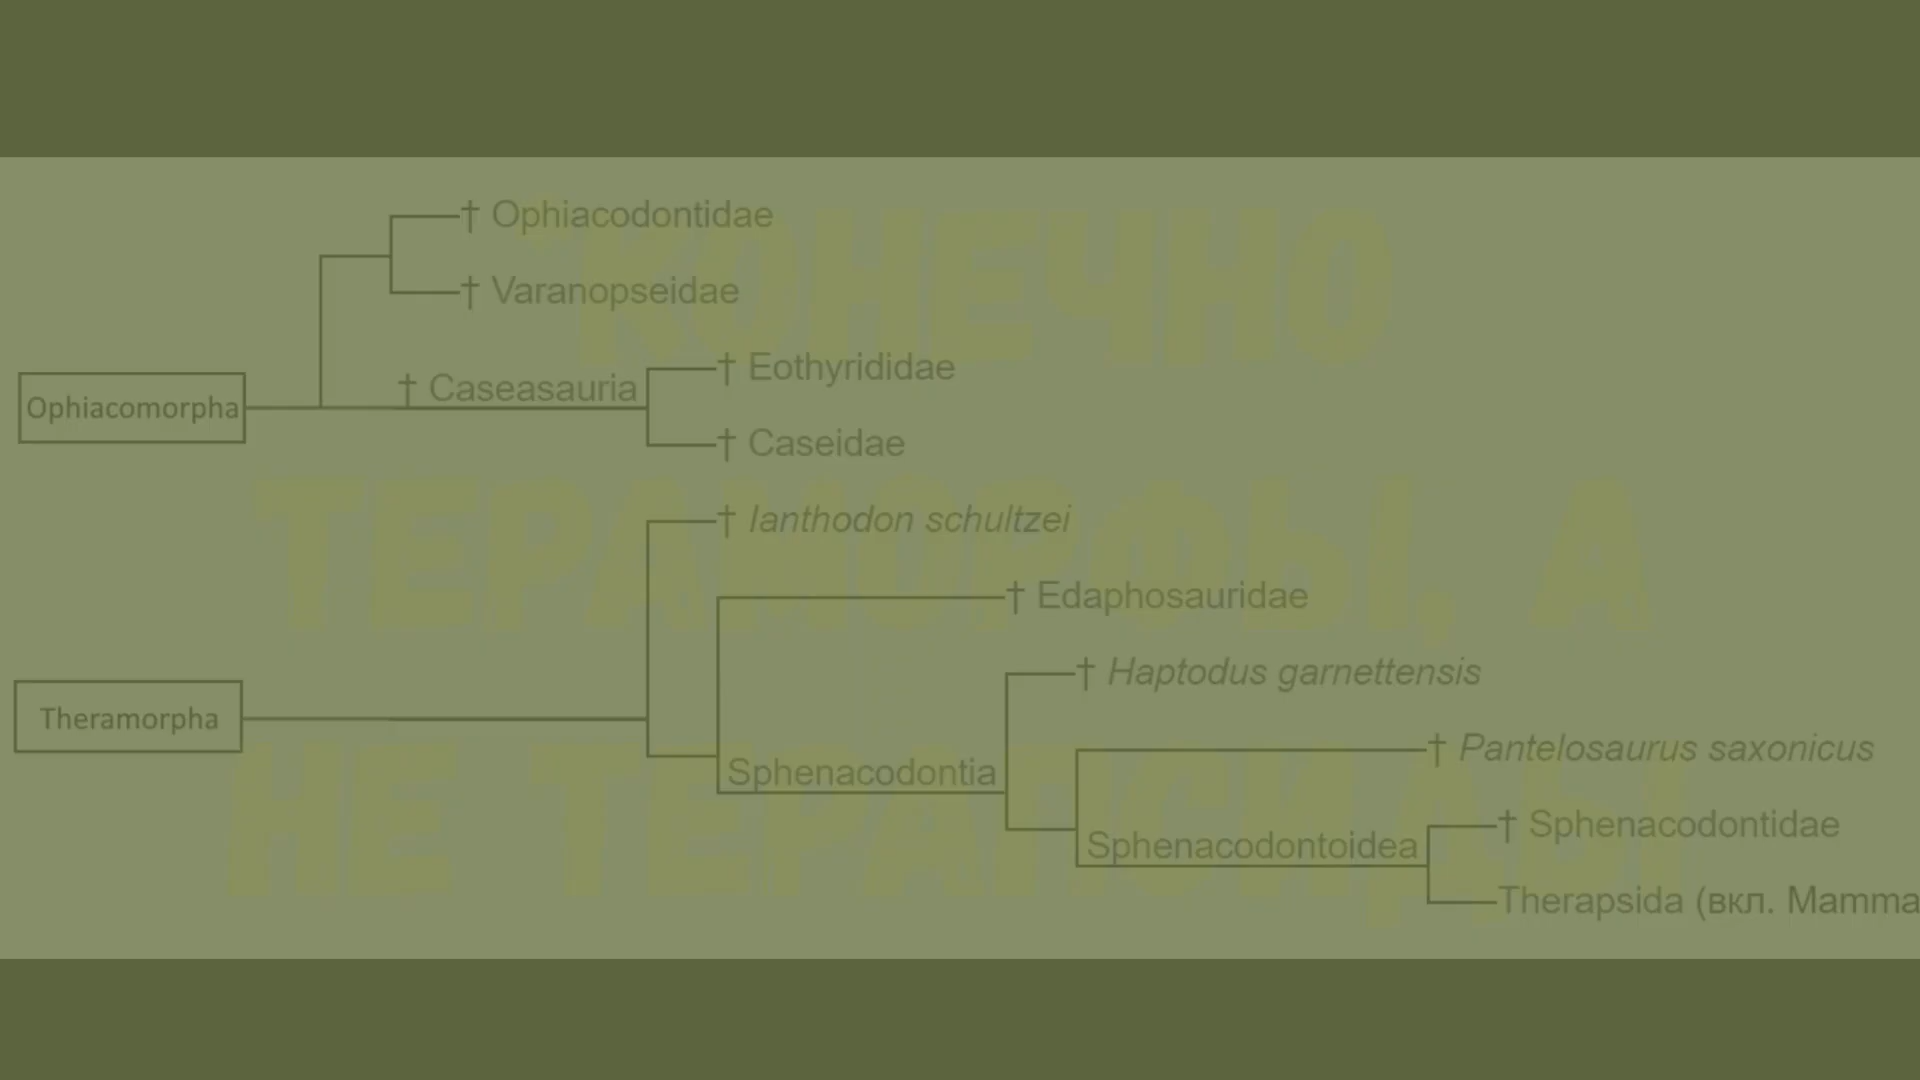 † Ophiacodontidae
† Varanopseidae
† Eothyrididae
† Caseasauria
Ophiacomorpha
† Caseidae
† Ianthodon schultzei
† Edaphosauridae
† Haptodus garnettensis
Theramorpha
† Pantelosaurus saxonicus
Sphenacodontia
† Sphenacodontidae
Sphenacodontoidea
Therapsida (вкл. Mamma
*КОНЕЧНО
ТЕРАМОРФЫ, А
НЕ ТЕРАПСИДЫ